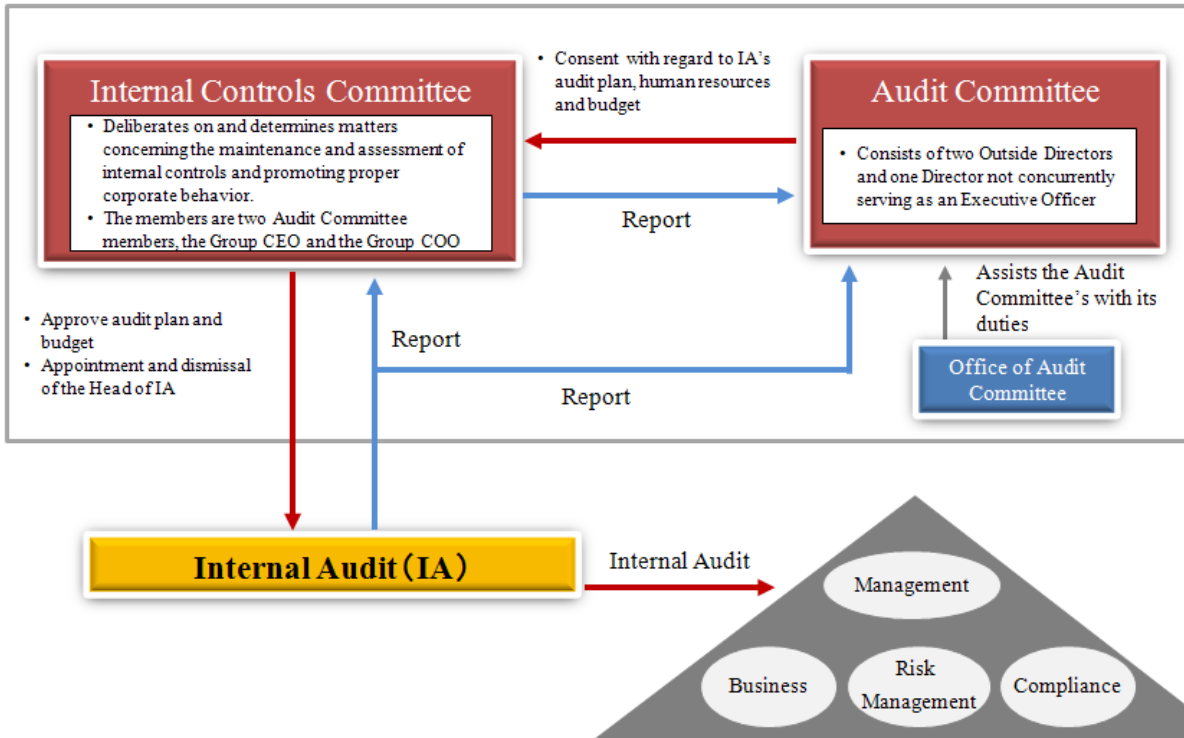 Internal Controls Committee
• Deliberates on and determines matters
concerning the maintenance and assessment of
internal controls and promoting proper
corporate behavior.
• The members are two Audit Committee
members, the Group CEO and the Group COO
• Consent with regard to IA's
audit plan, human resources
and budget
Report
Audit Committee
• Consists of two Outside Directors
and one Director not concurrently
serving as an Executive Officer
• Approve audit plan and
budget
• Appointment and dismissal
of the Head of IA
Report
Report
Assists the Audit
Committee's with its
duties
Office of Audit
Committee
Internal Audit (IA)
Internal Audit
Management
Business
Risk
Management
Compliance